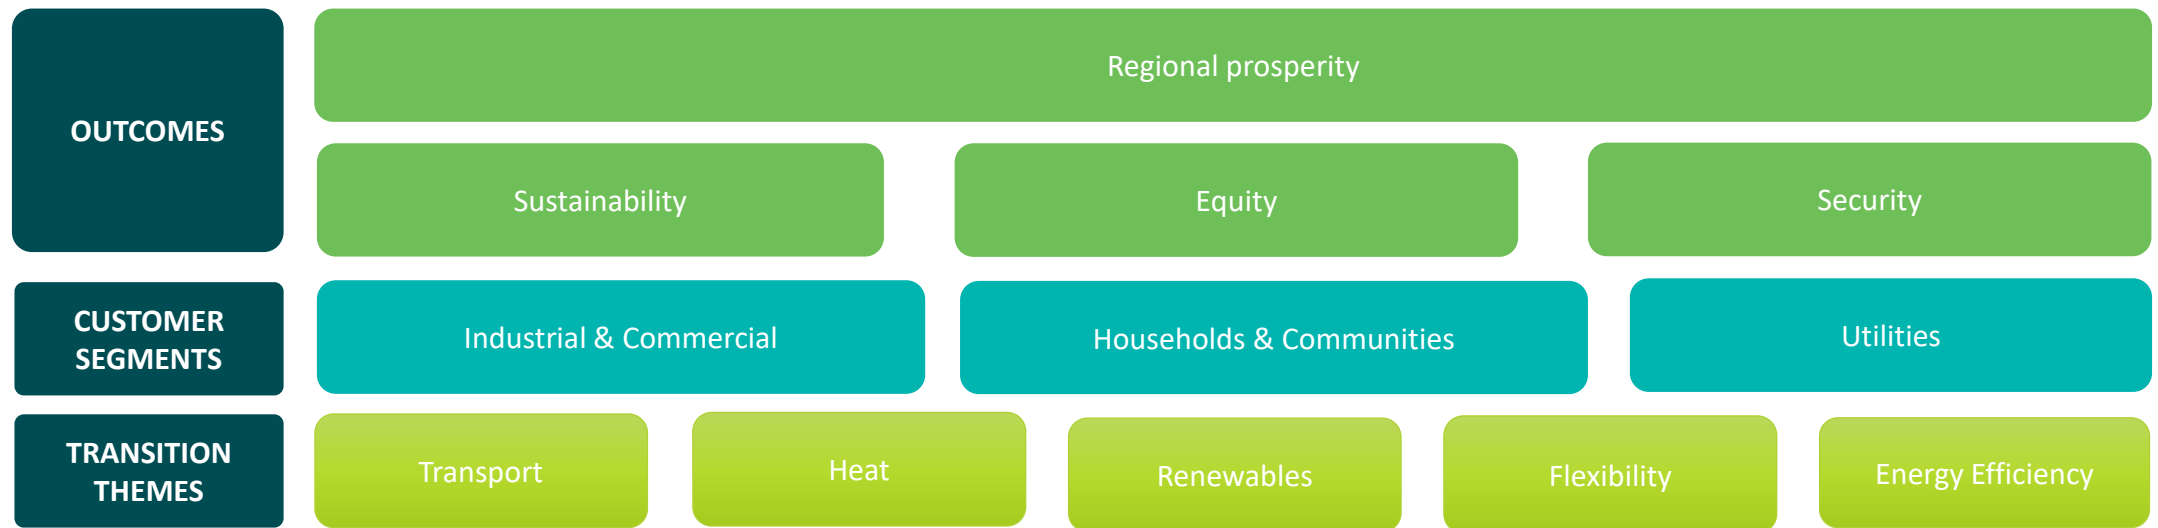 OUTCOMES
Regional prosperity
Sustainability
Equity
Security
CUSTOMER
SEGMENTS
Industrial & Commercial
Households & Communities
Utilities
TRANSITION
THEMES
Transport
Heat
Renewables
Flexibility
Energy Efficiency